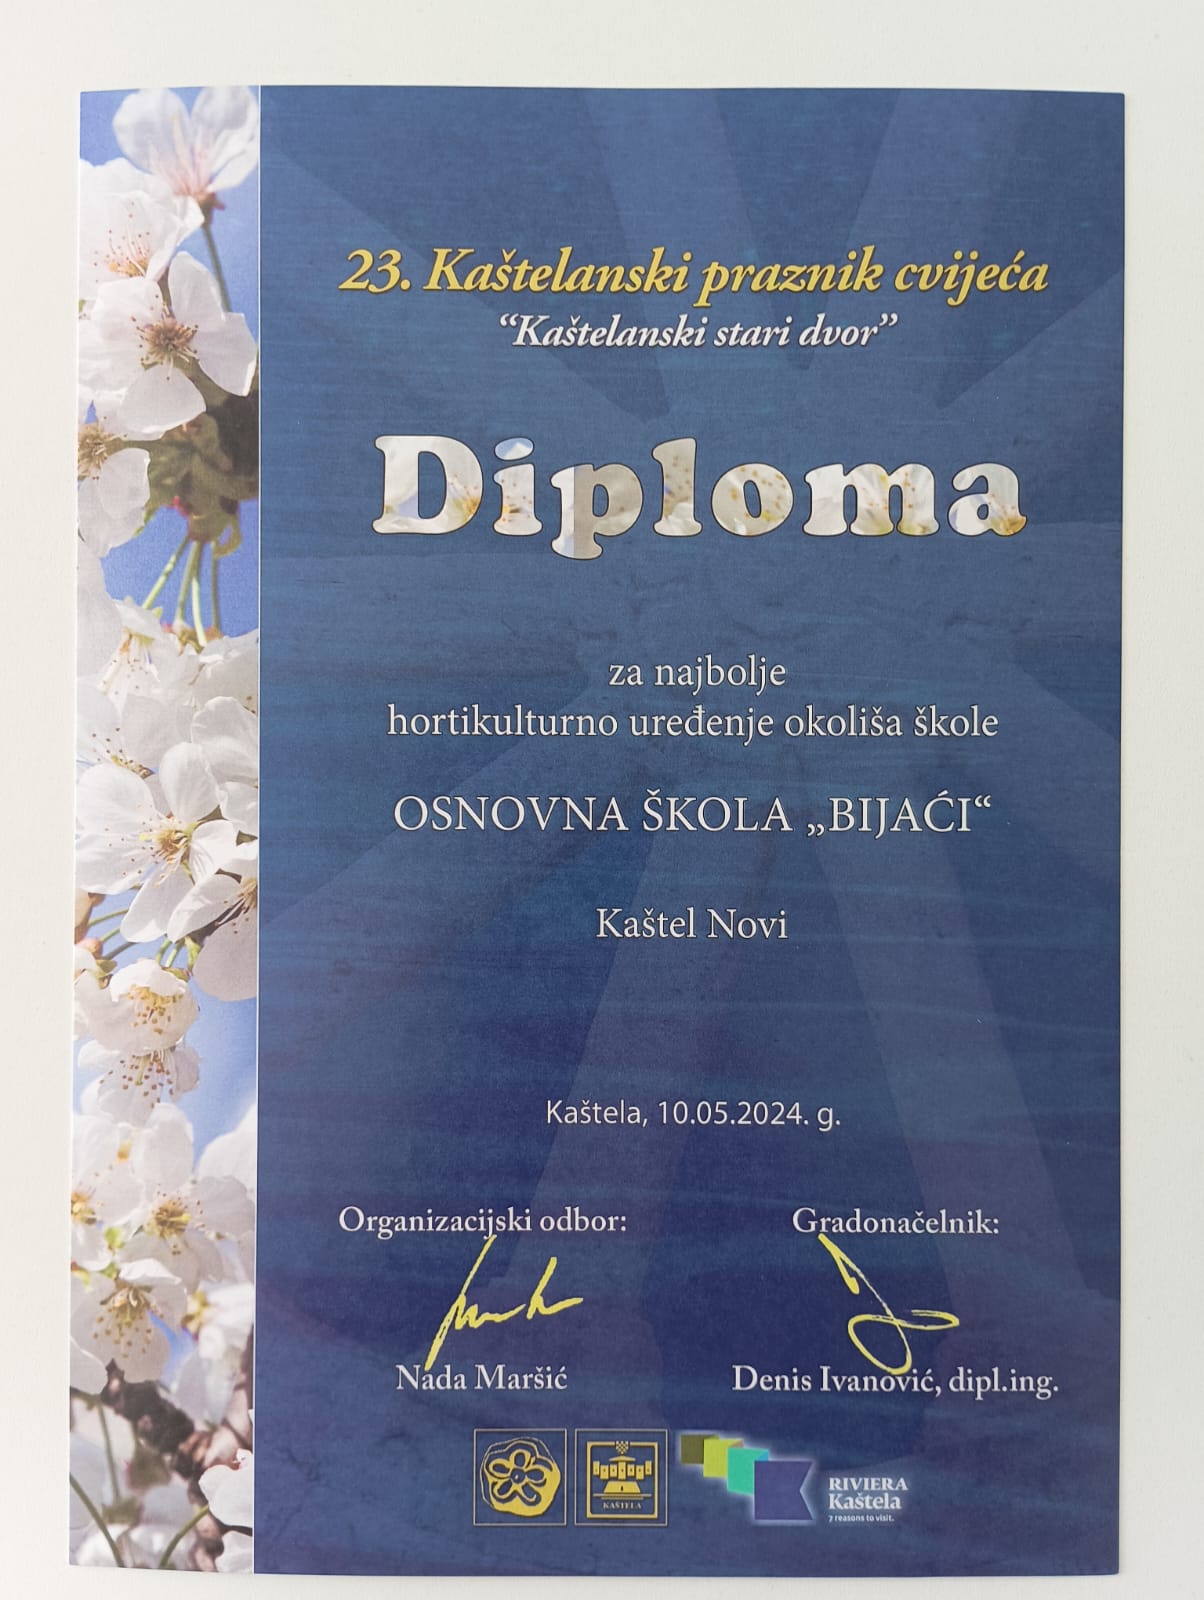 23. Kaštelanski praznik cvijeća
“Kaštelanski stari dvor”
Diploma
za najbolje
hortikulturno uređenje okoliša škole
OSNOVNA ŠKOLA „BIJAĆI“
Kaštel Novi
Kaštela, 10.05.2024. g.
Organizacijski odbor:
Gradonačelnik:
Nada Maršić
Denis Ivanović, dipl.ing.
KAŠTELA
RIVIERA
Kaštela
7 reasons to visit.